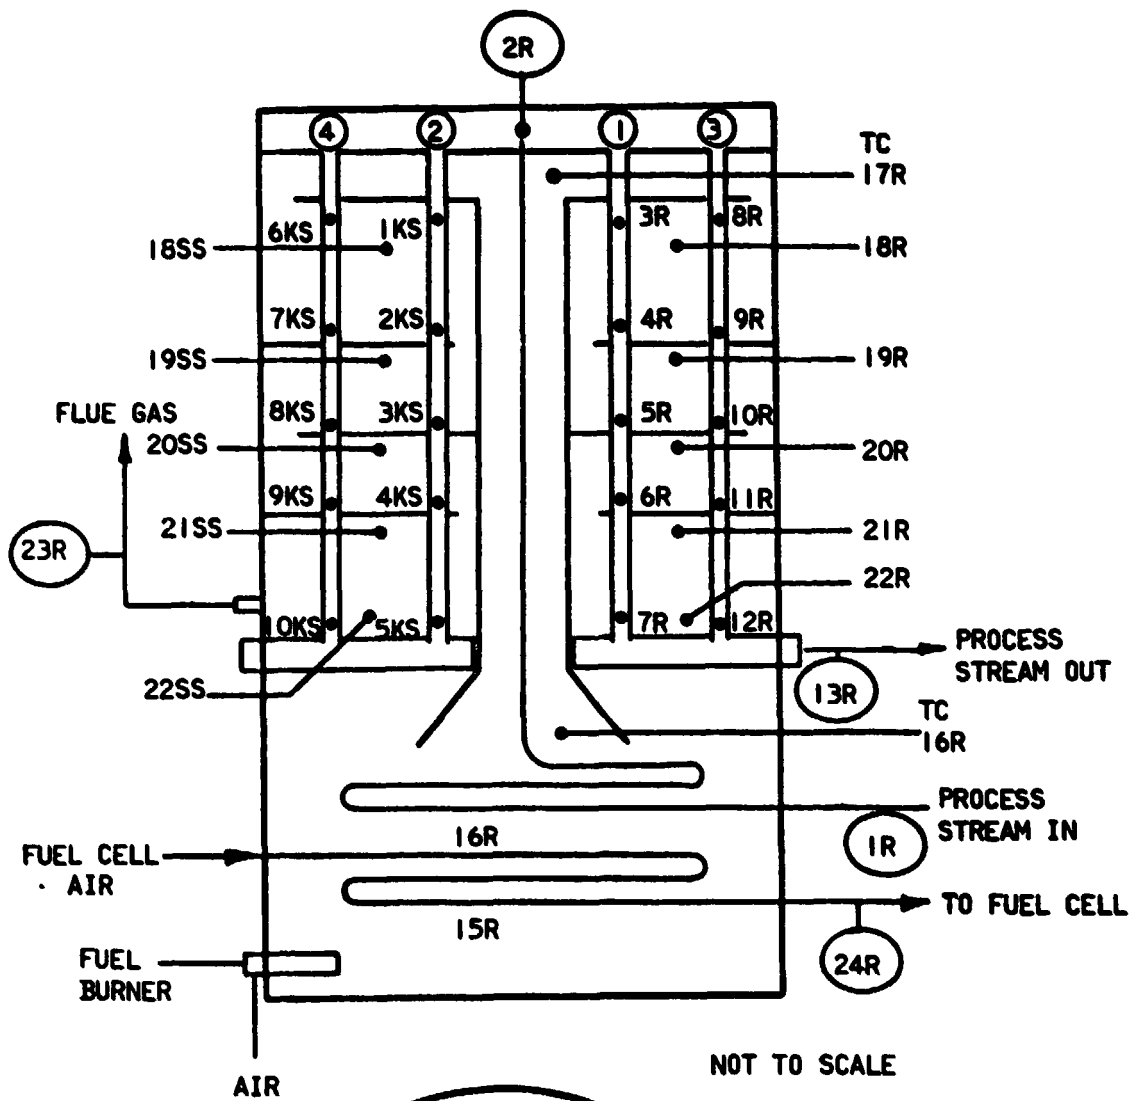 2R
4
2
1
3
TC
17R
3R
8R
6KS
1KS
18SS
18R
7KS
2KS
4R
9R
19SS
19R
FLUE GAS
8KS
3KS
5R
10R
20SS
20R
9KS
4KS
6R
11R
21SS
21R
23R
22R
10KS
5KS
7R
12R
PROCESS
STREAM OUT
22SS
13R
TC
16R
PROCESS
STREAM IN
16R
1R
FUEL CELL
AIR
TO FUEL CELL
15R
FUEL
BURNER
24R
NOT TO SCALE
AIR